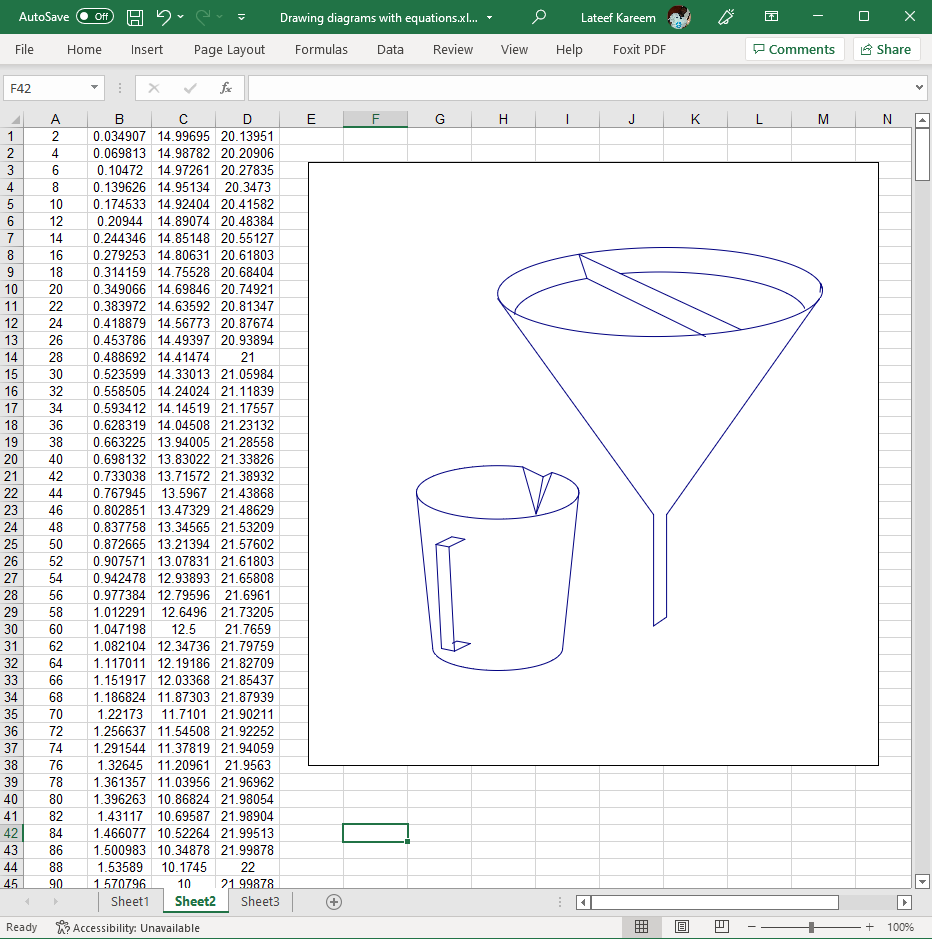 AutoSave Off Drawing diagrams with equations.xl... Lateef Kareem
File Home Insert Page Layout Formulas Data Review View Help Foxit PDF Comments Share
F42 fx
A B C D E F G H I J K L M N
1 2 0.034907 14.99695 20.13951
2 4 0.069813 14.98782 20.20906
3 6 0.10472 14.97261 20.27835
4 8 0.139626 14.95134 20.3473
5 10 0.174533 14.92404 20.41582
6 12 0.20944 14.89074 20.48384
7 14 0.244346 14.85148 20.55127
8 16 0.279253 14.80631 20.61803
9 18 0.314159 14.75528 20.68404
10 20 0.349066 14.69846 20.74921
11 22 0.383972 14.63592 20.81347
12 24 0.418879 14.56773 20.87674
13 26 0.453786 14.49397 20.93894
14 28 0.488692 14.41474 21
15 30 0.523599 14.33013 21.05984
16 32 0.558505 14.24024 21.11839
17 34 0.593412 14.14519 21.17557
18 36 0.628319 14.04508 21.23132
19 38 0.663225 13.94005 21.28558
20 40 0.698132 13.83022 21.33826
21 42 0.733038 13.71572 21.38932
22 44 0.767945 13.5967 21.43868
23 46 0.802851 13.47329 21.48629
24 48 0.837758 13.34565 21.53209
25 50 0.872665 13.21394 21.57602
26 52 0.907571 13.07831 21.61803
27 54 0.942478 12.93893 21.65808
28 56 0.977384 12.79596 21.6961
29 58 1.012291 12.6496 21.73205
30 60 1.047198 12.5 21.7659
31 62 1.082104 12.34736 21.79759
32 64 1.117011 12.19186 21.82709
33 66 1.151917 12.03368 21.85437
34 68 1.186824 11.87303 21.87939
35 70 1.22173 11.7101 21.90211
36 72 1.256637 11.54508 21.92252
37 74 1.291544 11.37819 21.94059
38 76 1.32645 11.20961 21.9563
39 78 1.361357 11.03956 21.96962
40 80 1.396263 10.86824 21.98054
41 82 1.43117 10.69587 21.98904
42 84 1.466077 10.52264 21.99513
43 86 1.500983 10.34878 21.99878
44 88 1.53589 10.1745 22
45 90 1.570796 10 21.99878
Sheet1 Sheet2 Sheet3
Ready Accessibility: Unavailable 100%